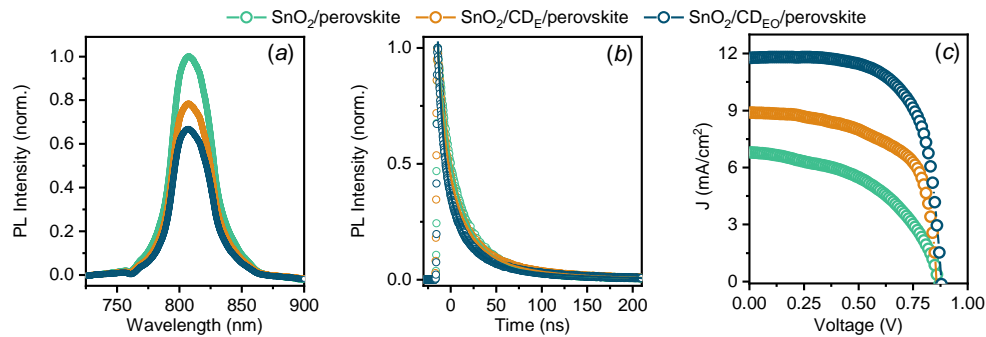 SnO₂/perovskite SnO₂/CD_E/perovskite SnO₂/CD_EO/perovskite
(a)
PL Intensity (norm.)
1.0
0.8
0.6
0.4
0.2
0.0
750 800 850 900
Wavelength (nm)
(b)
PL Intensity (norm.)
1.0
0.5
0.0
0 50 100 150 200
Time (ns)
(c)
J (mA/cm²)
12
9
6
3
0
0.00 0.25 0.50 0.75 1.00
Voltage (V)